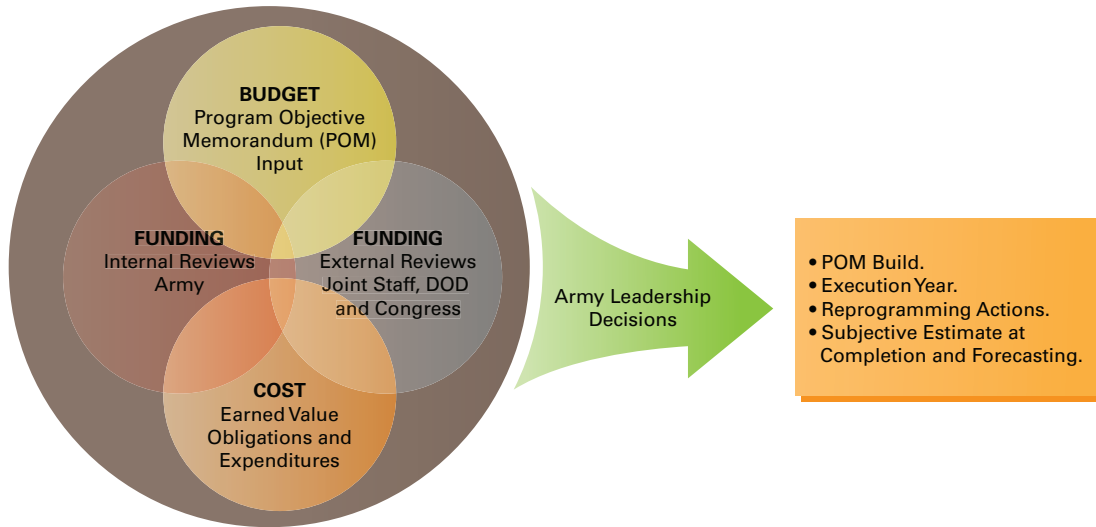 BUDGET
Program Objective
Memorandum (POM)
Input
FUNDING
Internal Reviews
Army
FUNDING
External Reviews
Joint Staff, DOD
and Congress
COST
Earned Value
Obligations and
Expenditures
Army Leadership
Decisions
• POM Build.
• Execution Year.
• Reprogramming Actions.
• Subjective Estimate at
Completion and Forecasting.